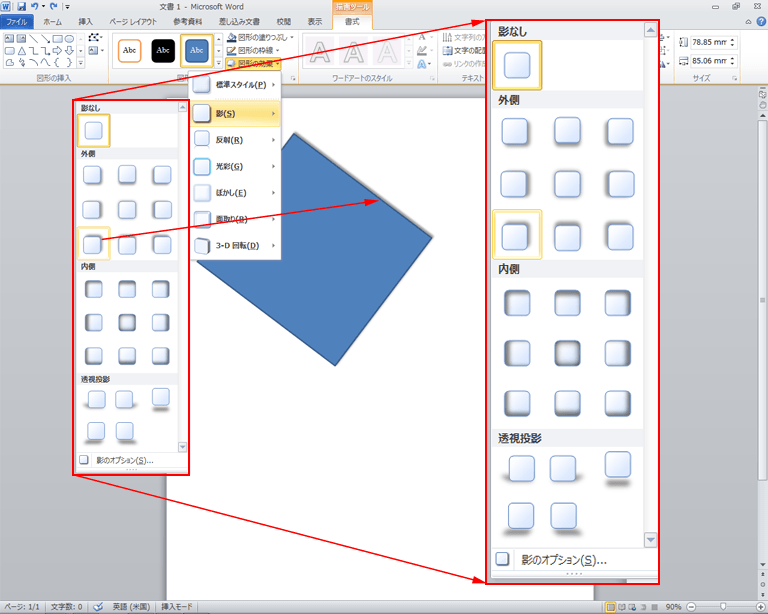 文書 1 - Microsoft Word
描画ツール
ファイル ホーム 挿入 ページ レイアウト 参考資料 差し込み文書 校閲 表示 書式
Abc Abc Abc
図形の塗りつぶし
図形の枠線
図形の効果
A A A
文字列の
文字の配置
リンクの作
78.85 mm
85.06 mm
図形の挿入
ワードアートのスタイル
テキスト
サイズ
標準スタイル(P)
影(S)
反射(R)
光彩(G)
ぼかし(E)
面取り(B)
3-D 回転(D)
影なし
外側
内側
透視投影
影のオプション(S)...
影なし
外側
内側
透視投影
影のオプション(S)...
ページ: 1/1 文字数: 0 英語 (米国) 挿入モード
90%